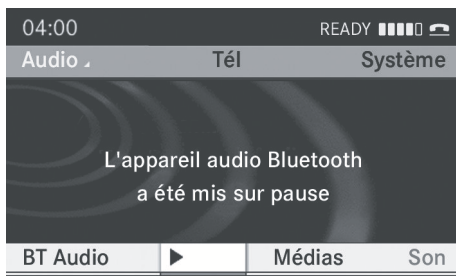 04:00 READY
Audio Tél Système
L'appareil audio Bluetooth
a été mis sur pause
BT Audio Médias Son